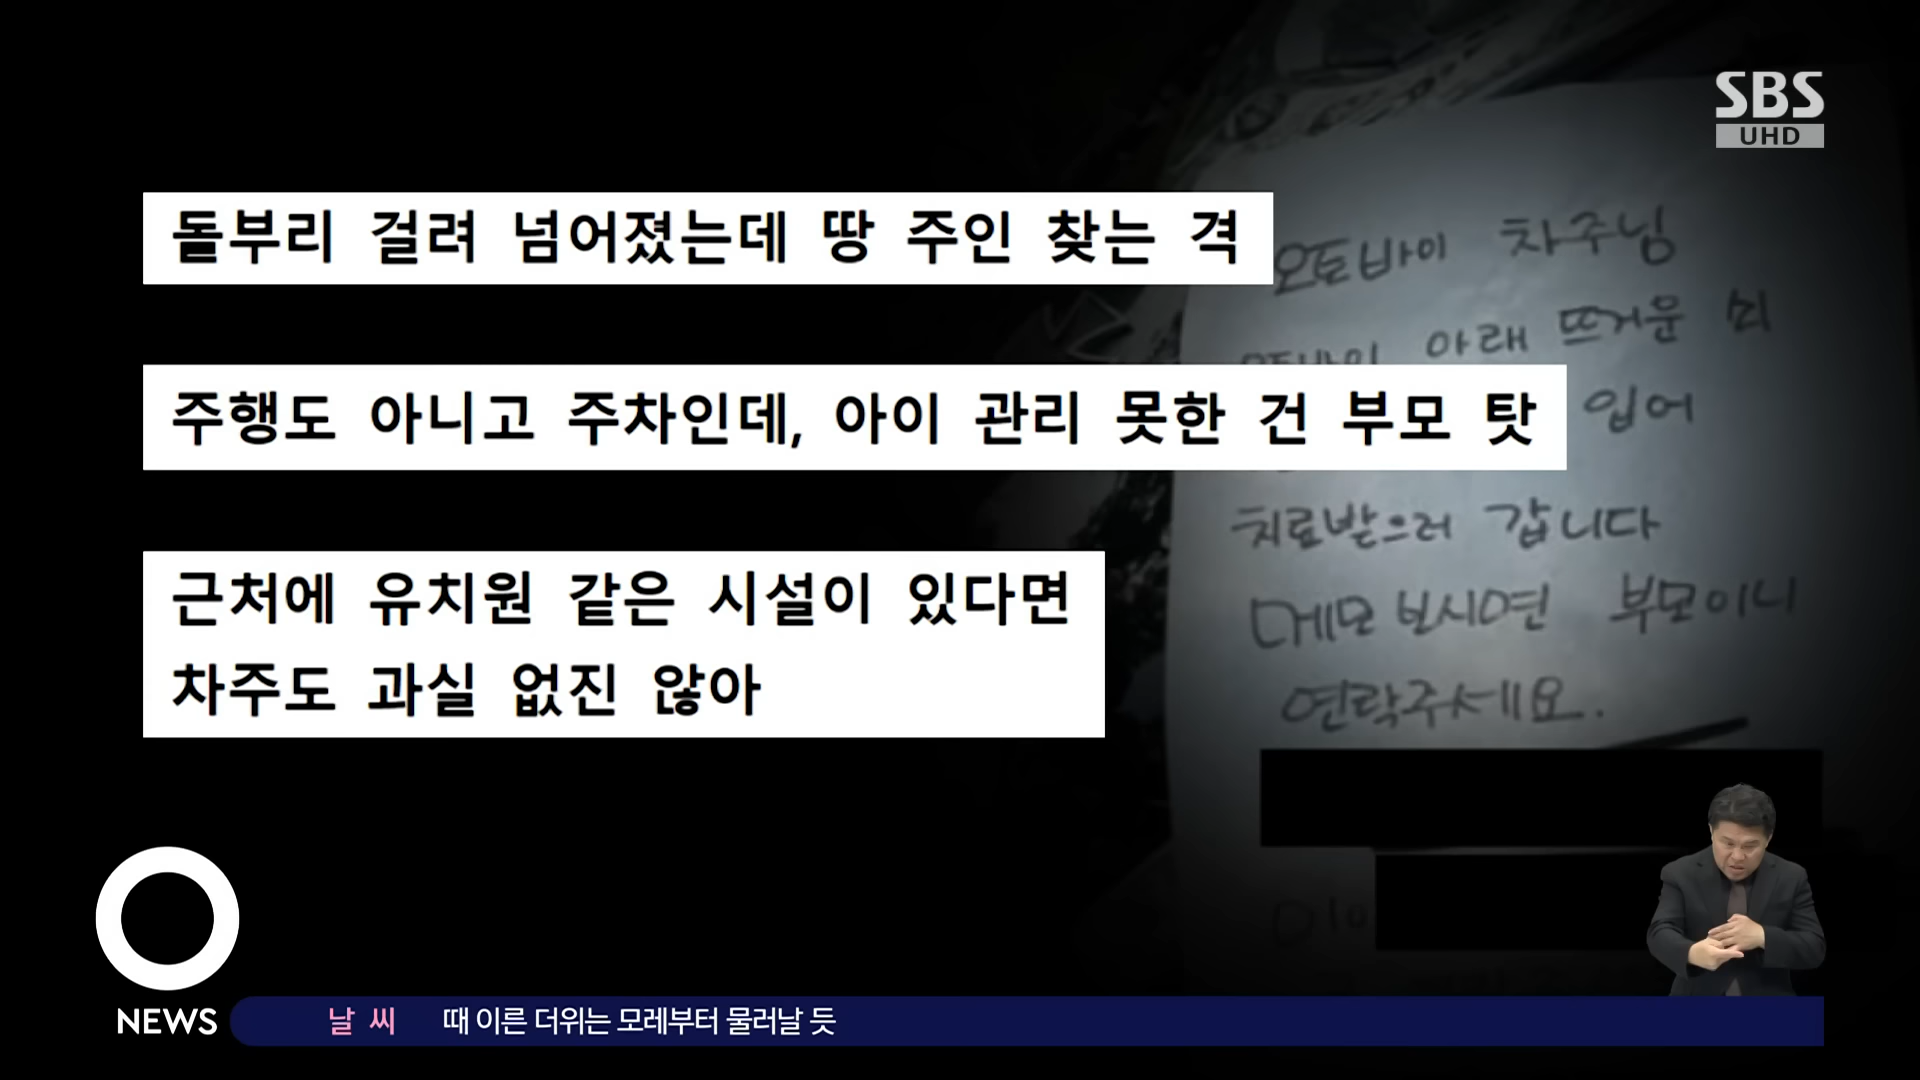 SBS
UHD
돌부리 걸려 넘어졌는데 땅 주인 찾는 격
주행도 아니고 주차인데, 아이 관리 못한 건 부모 탓
근처에 유치원 같은 시설이 있다면
차주도 과실 없진 않아
오토바이 차주님
아래 뜨거운 쇠
입어
치료받으러 갑니다
메모 보시면 부모이니
연락주세요.
NEWS
날씨 때 이른 더위는 모레부터 물러날 듯